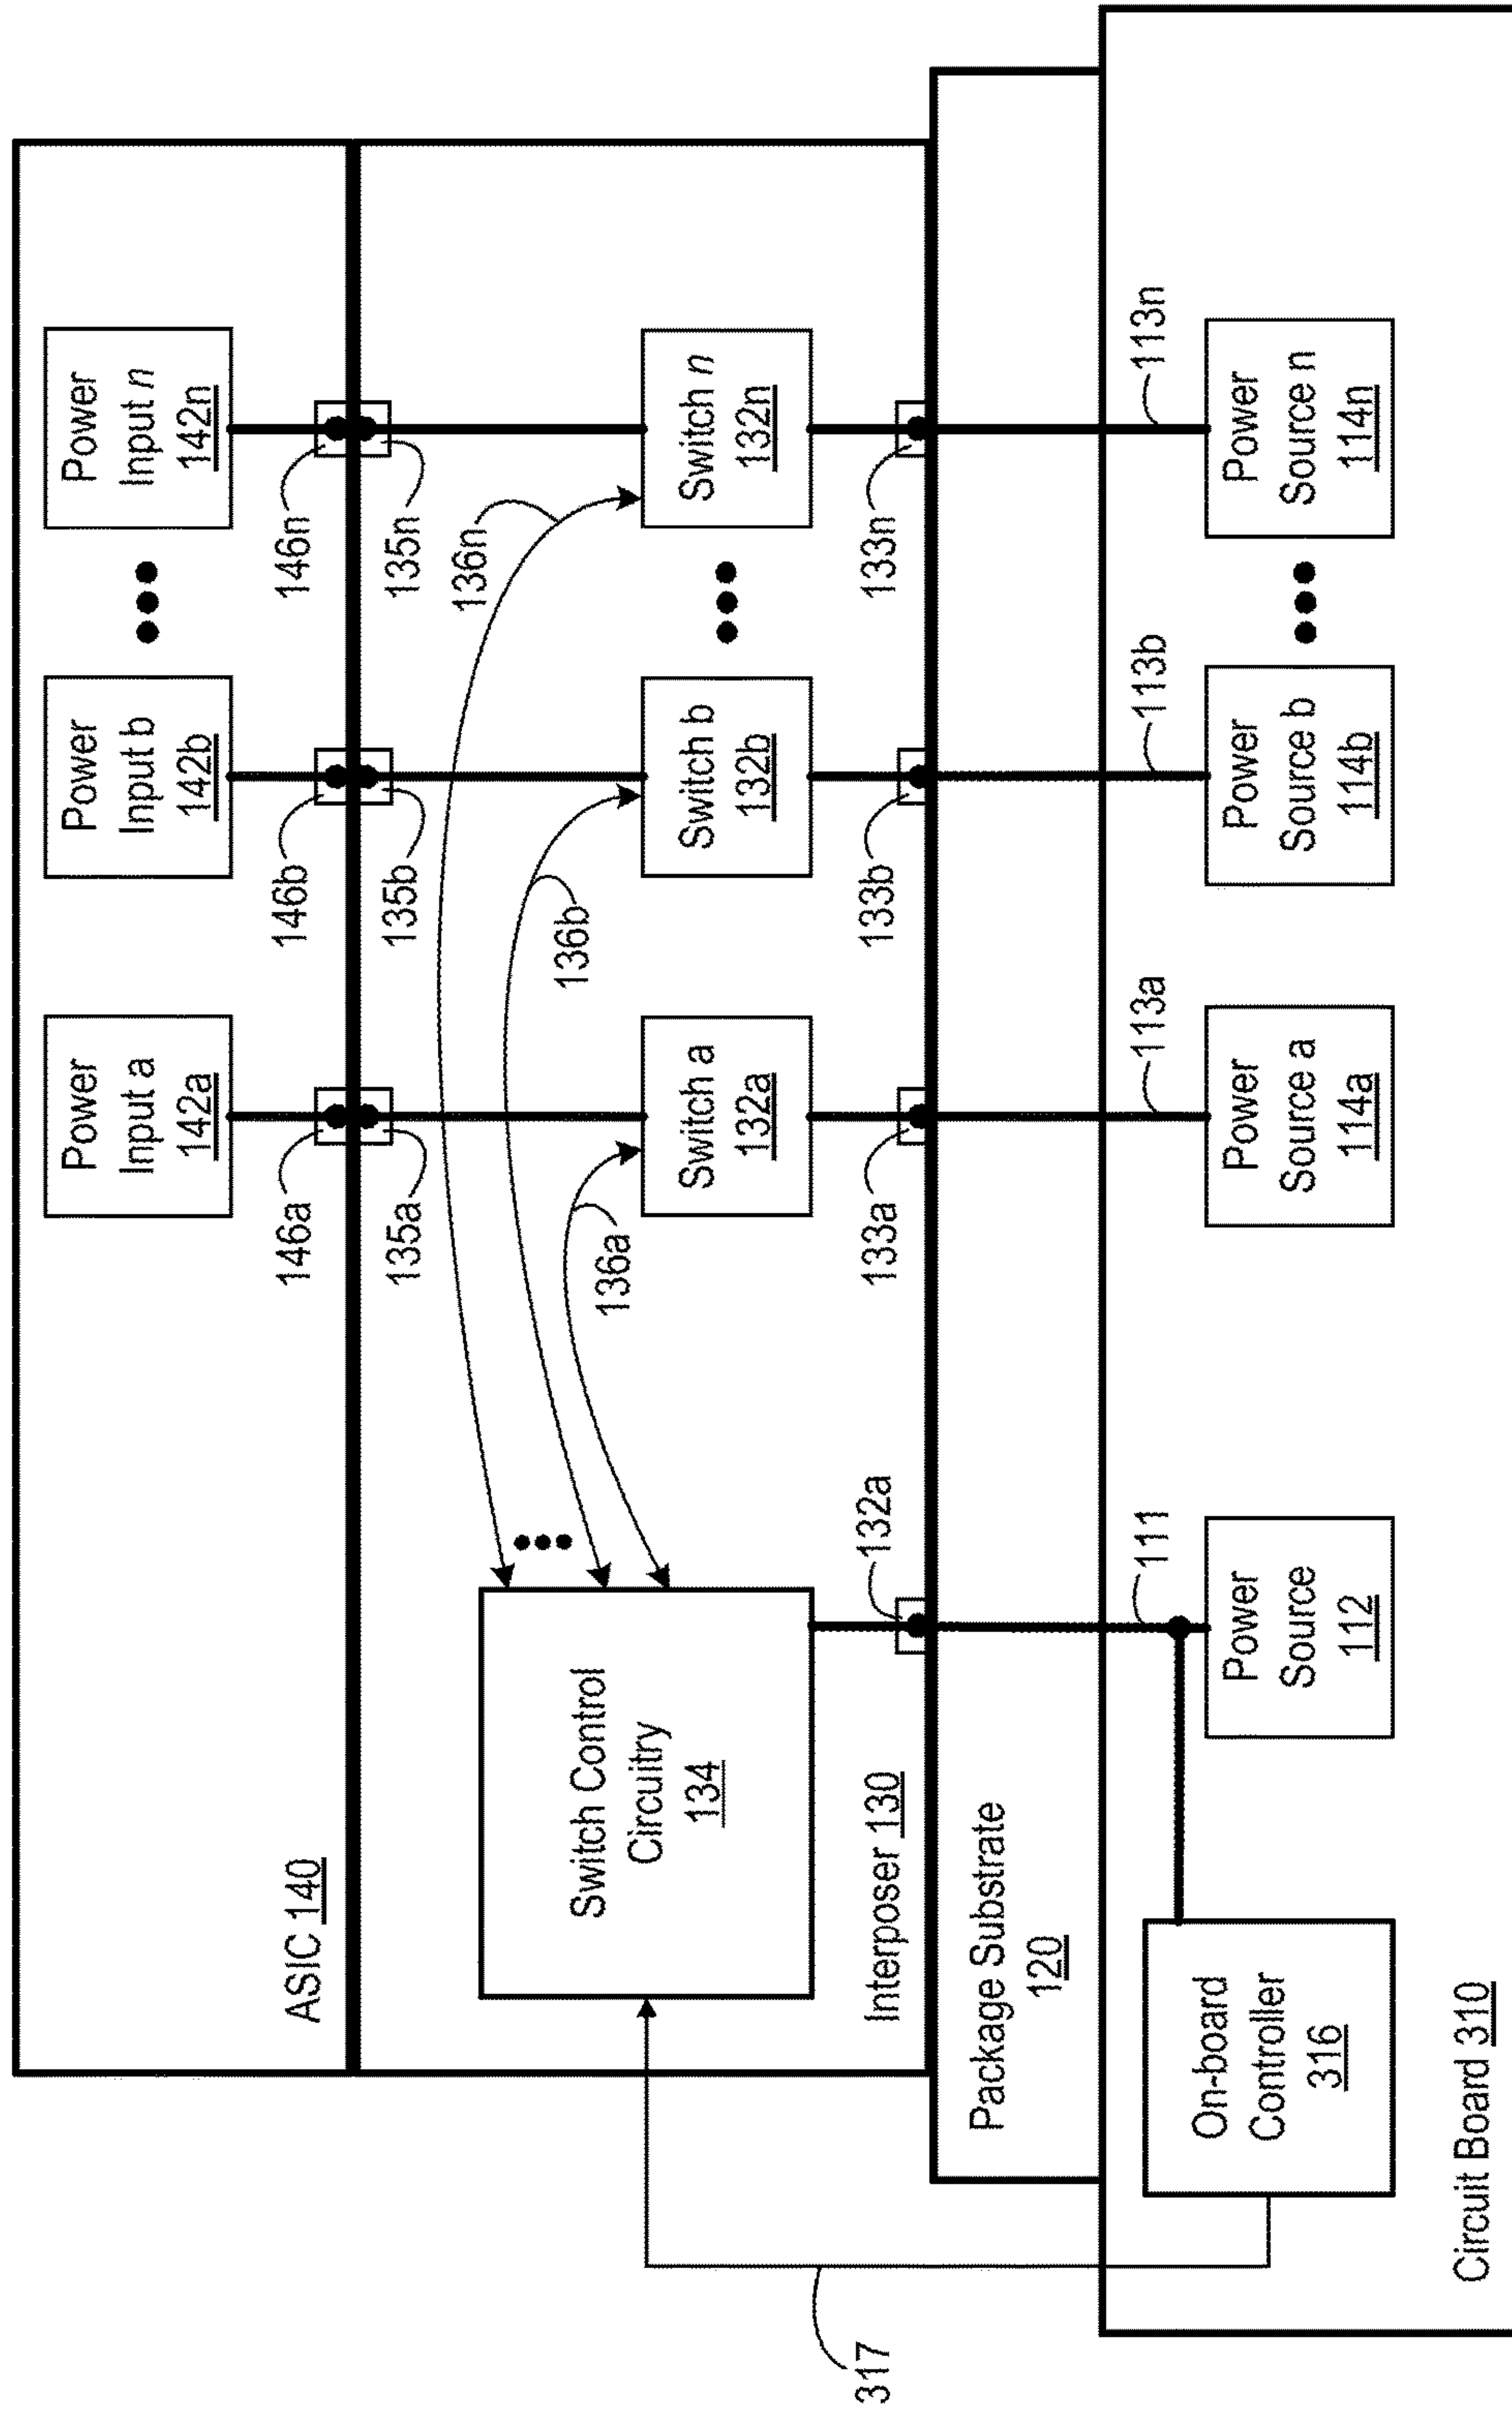 Power
Input a
142a
Power
Input b
142b
Power
Input n
142n
146a
146b
146n
ASIC 140
135a
135b
135n
136n
136b
136a
Switch Control
Circuitry
134
Switch a
132a
Switch b
132b
Switch n
132n
132a
133a
133b
133n
Interposer 130
Package Substrate
120
317
111
113a
113b
113n
On-board
Controller
316
Power
Source
112
Power
Source a
114a
Power
Source b
114b
Power
Source n
114n
Circuit Board 310